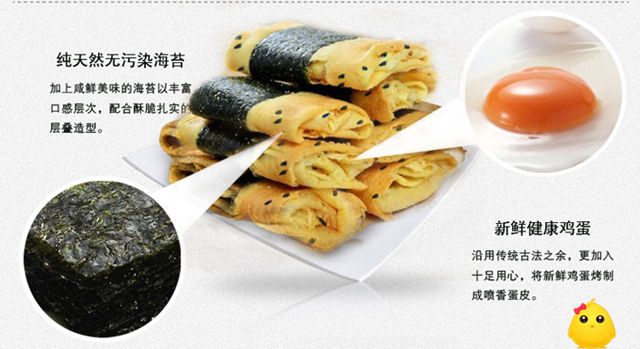 纯天然无污染海苔
加上咸鲜美味的海苔以丰富
口感层次，配合酥脆扎实的
层叠造型。
新鲜健康鸡蛋
沿用传统古法之余，更加入
十足用心，将新鲜鸡蛋烤制
成喷香蛋皮。